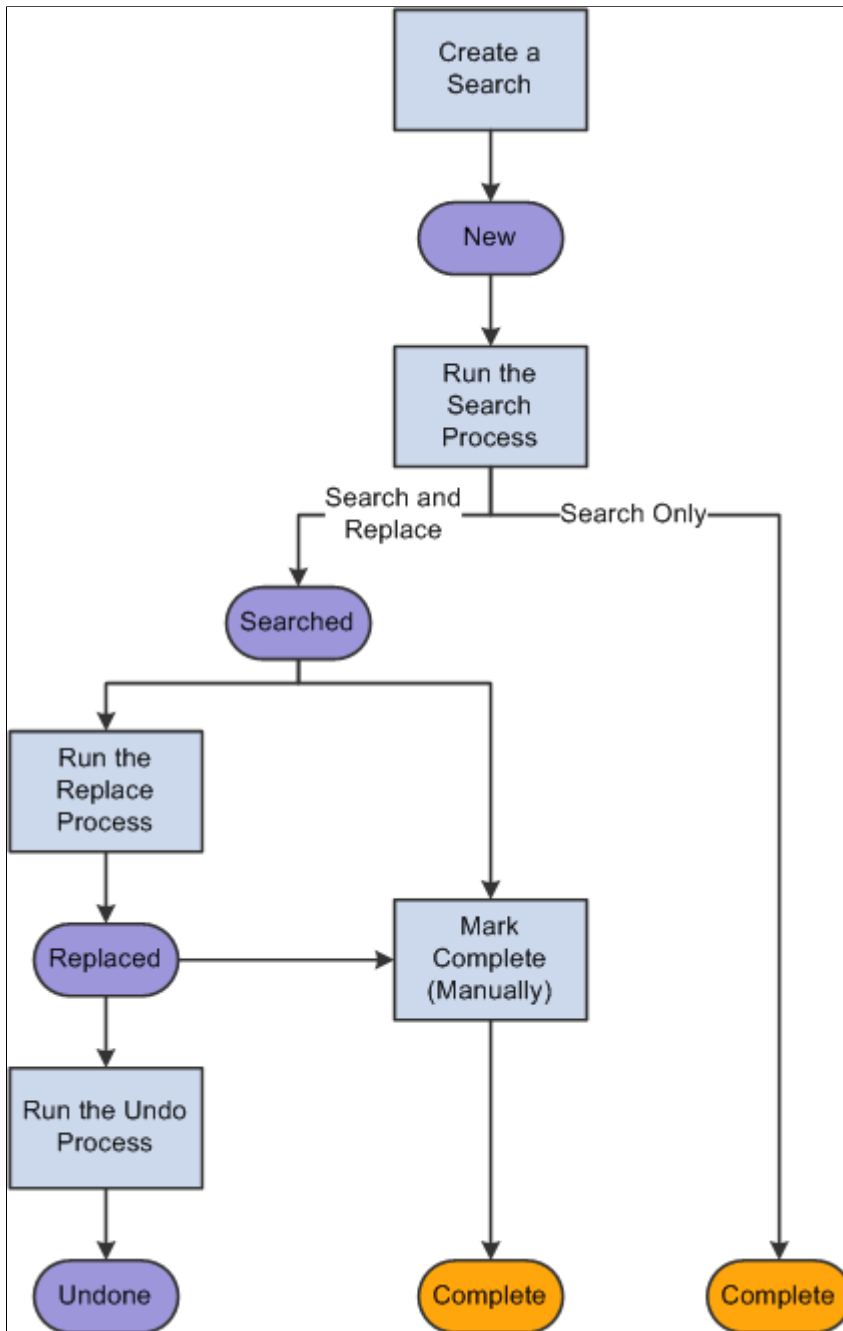 Create a
Search
New
Run the
Search
Process
Search and
Replace
Search Only
Searched
Run the
Replace
Process
Mark
Complete
(Manually)
Replaced
Run the Undo
Process
Undone
Complete
Complete